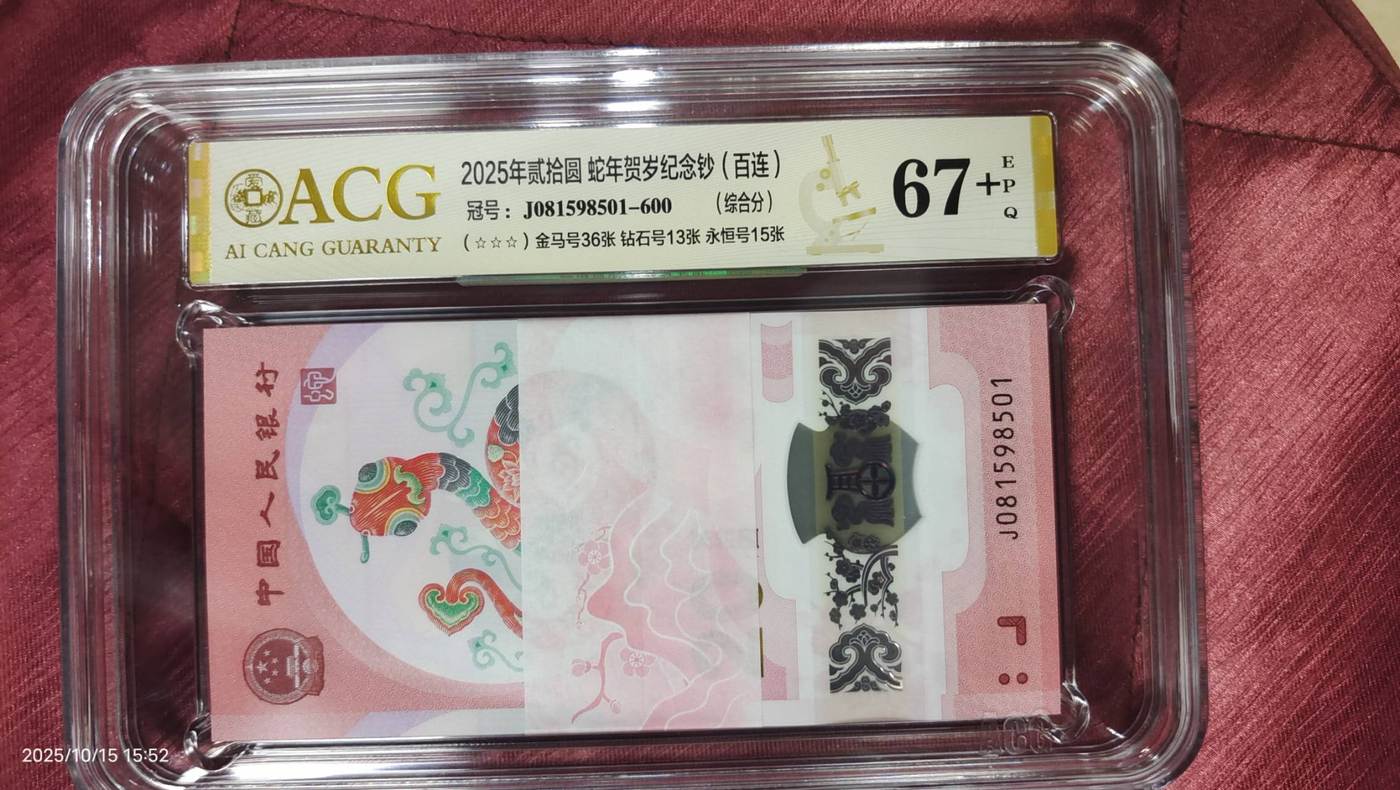 ACG
AI CANG GUARANTY
2025年贰拾圆 蛇年贺岁纪念钞（百连）
冠号：J081598501-600 （综合分）
（☆☆☆）金马号36张 钻石号13张 永恒号15张
67+
EPQ
中国人民银行
J081598501
2025/10/15 15:52